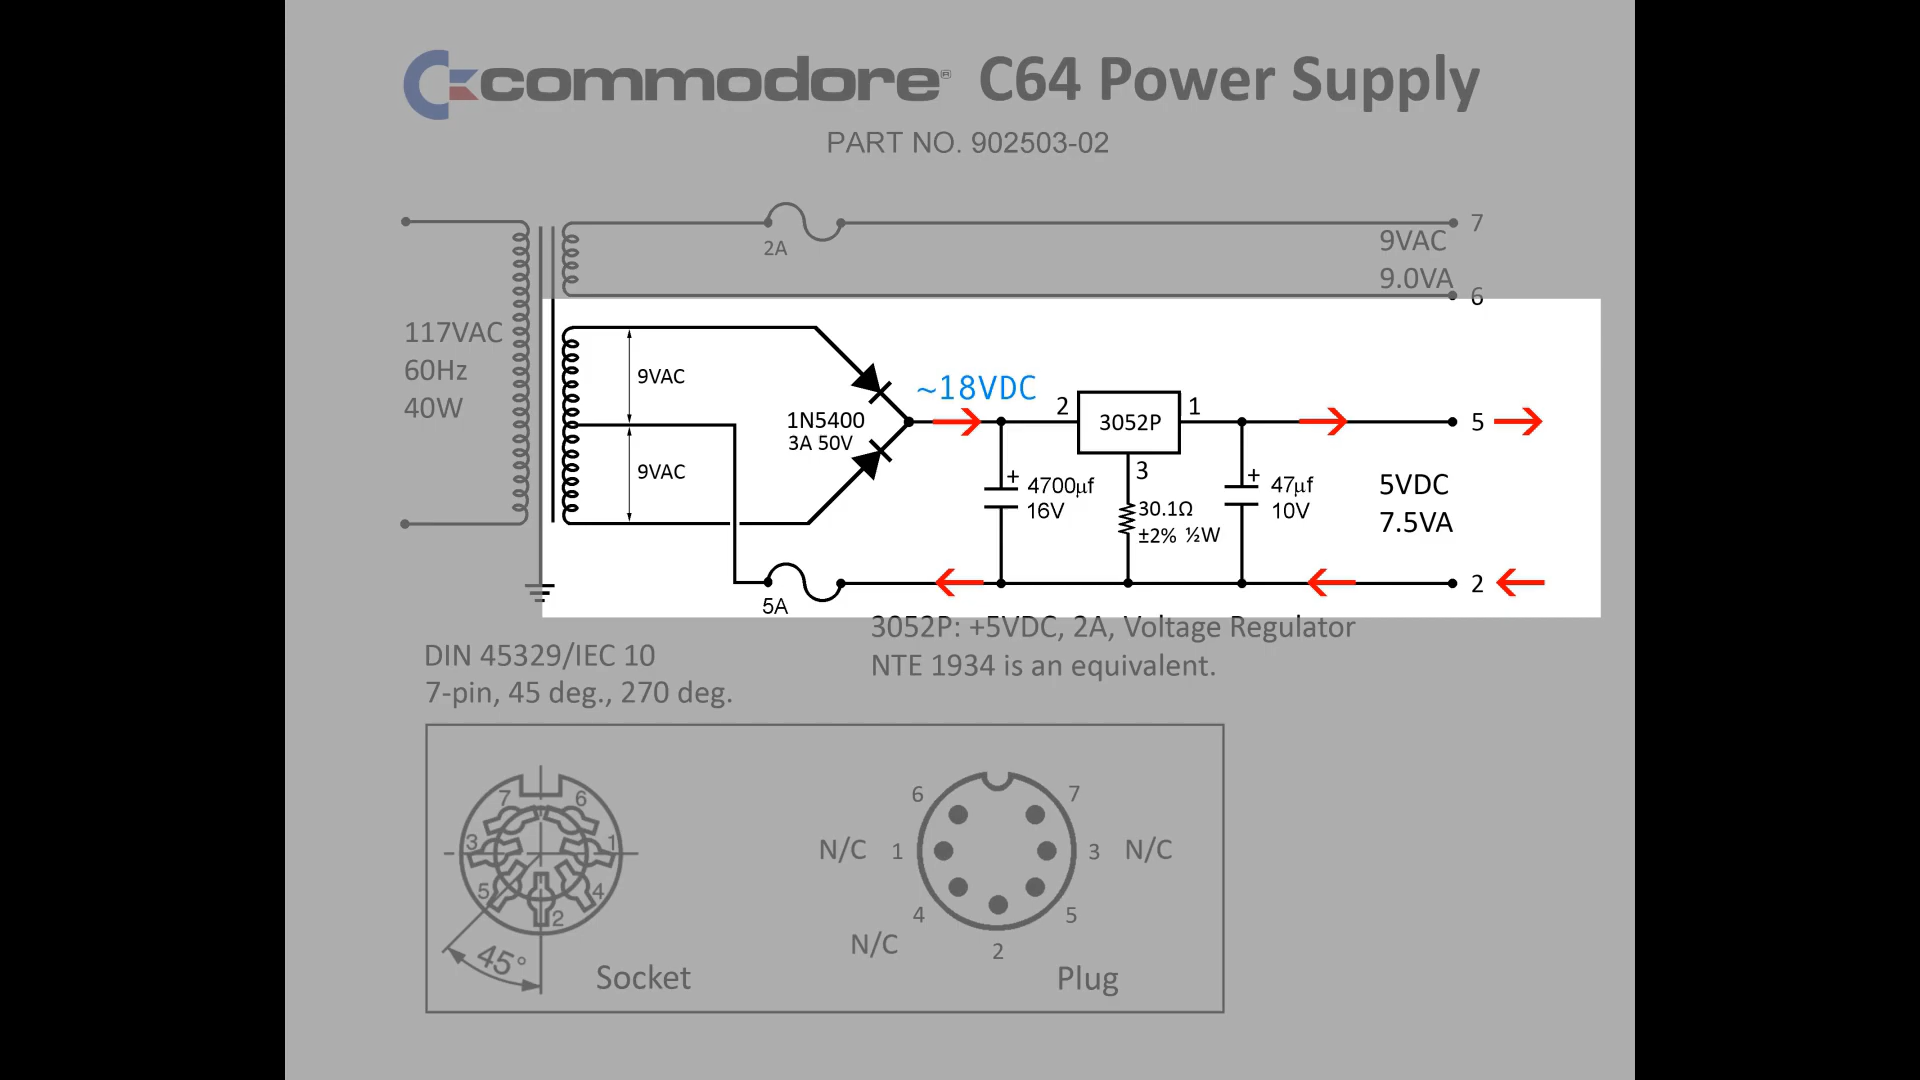 commodore® C64 Power Supply
PART NO. 902503-02
2A
7
9VAC
9.0VA
6
117VAC
60Hz
40W
9VAC
9VAC
1N5400
3A 50V
~18VDC
2
3052P
1
3
+
4700µf
16V
30.1Ω
±2% ½W
+
47µf
10V
5
5VDC
7.5VA
2
5A
3052P: +5VDC, 2A, Voltage Regulator
NTE 1934 is an equivalent.
DIN 45329/IEC 10
7-pin, 45 deg., 270 deg.
7
6
3
1
5
4
2
45°
Socket
6
7
N/C 1
3 N/C
4
5
N/C
2
Plug